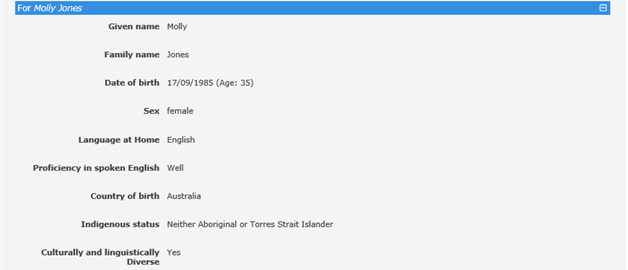 For Molly Jones
Given name Molly
Family name Jones
Date of birth 17/09/1985 (Age: 35)
Sex female
Language at Home English
Proficiency in spoken English Well
Country of birth Australia
Indigenous status Neither Aboriginal or Torres Strait Islander
Culturally and linguistically Yes
Diverse